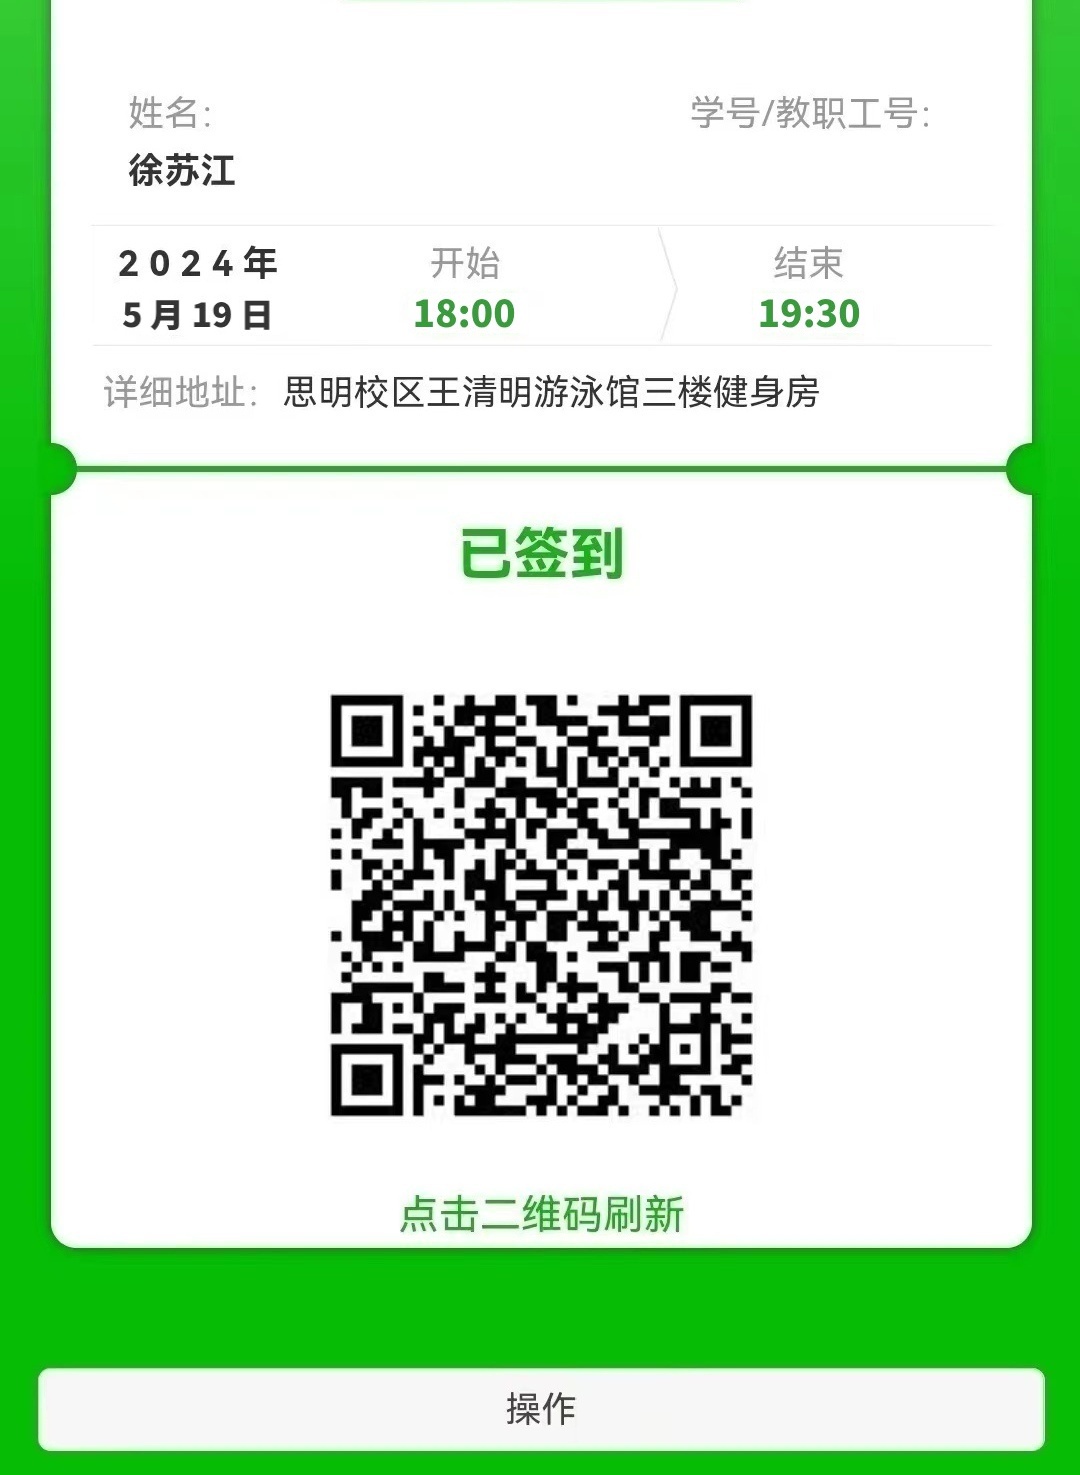 姓名:
学号/教职工号:
徐苏江
2024年
开始
结束
5月19日
18:00
19:30
详细地址: 思明校区王清明游泳馆三楼健身房
已签到
点击二维码刷新
操作